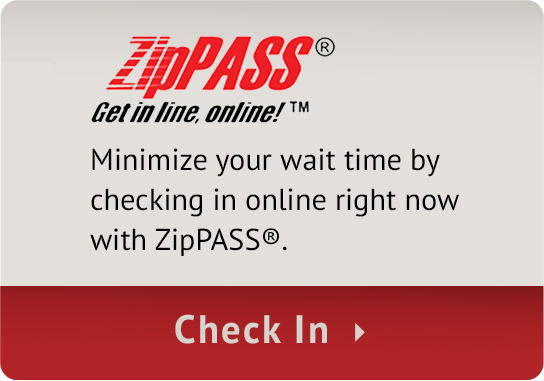 ZipPASS®
Get in line, online! ™
Minimize your wait time by
checking in online right now
with ZipPASS®.
Check In